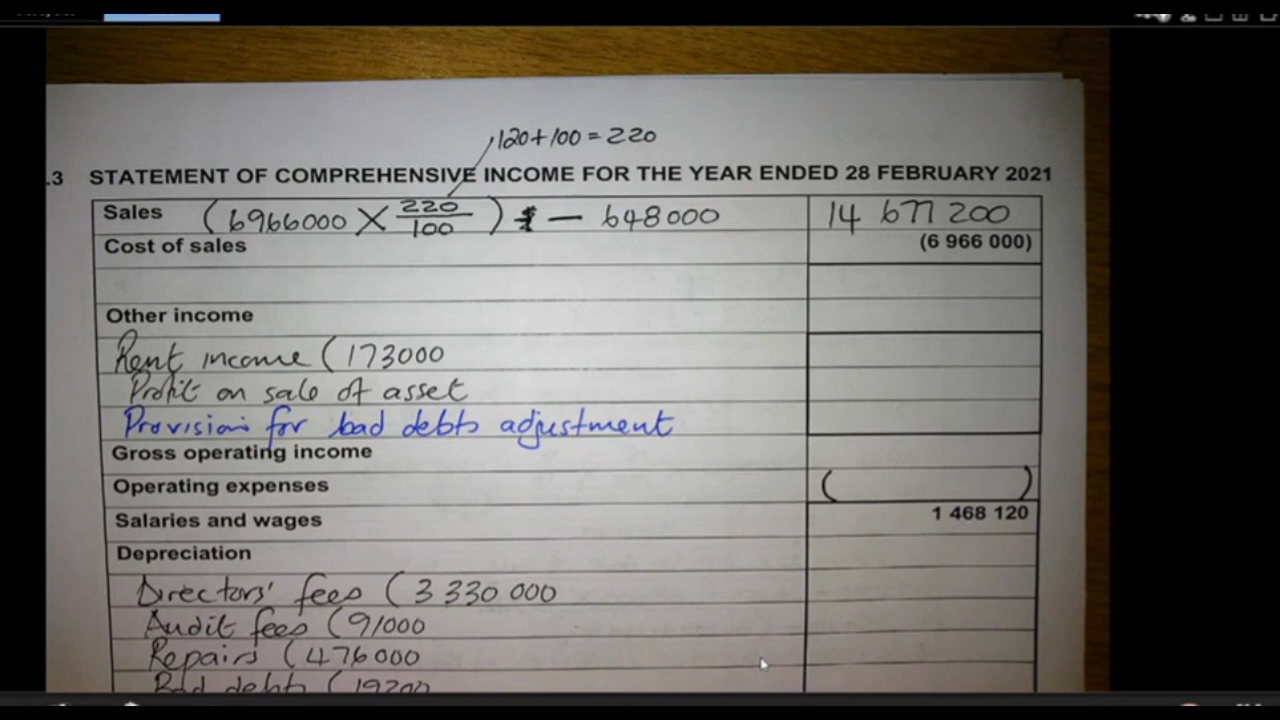 120+100=220
.3 STATEMENT OF COMPREHENSIVE INCOME FOR THE YEAR ENDED 28 FEBRUARY 2021
Sales (6966000 × 220/100) - 648000 14 677 200
Cost of sales (6 966 000)
Other income
Rent income (173000
Profit on sale of asset
Provision for bad debts adjustment
Gross operating income
Operating expenses ( )
Salaries and wages 1 468 120
Depreciation
Directors' fees (3 330 000
Audit fees (91000
Repairs (476000
Bad debts (19200